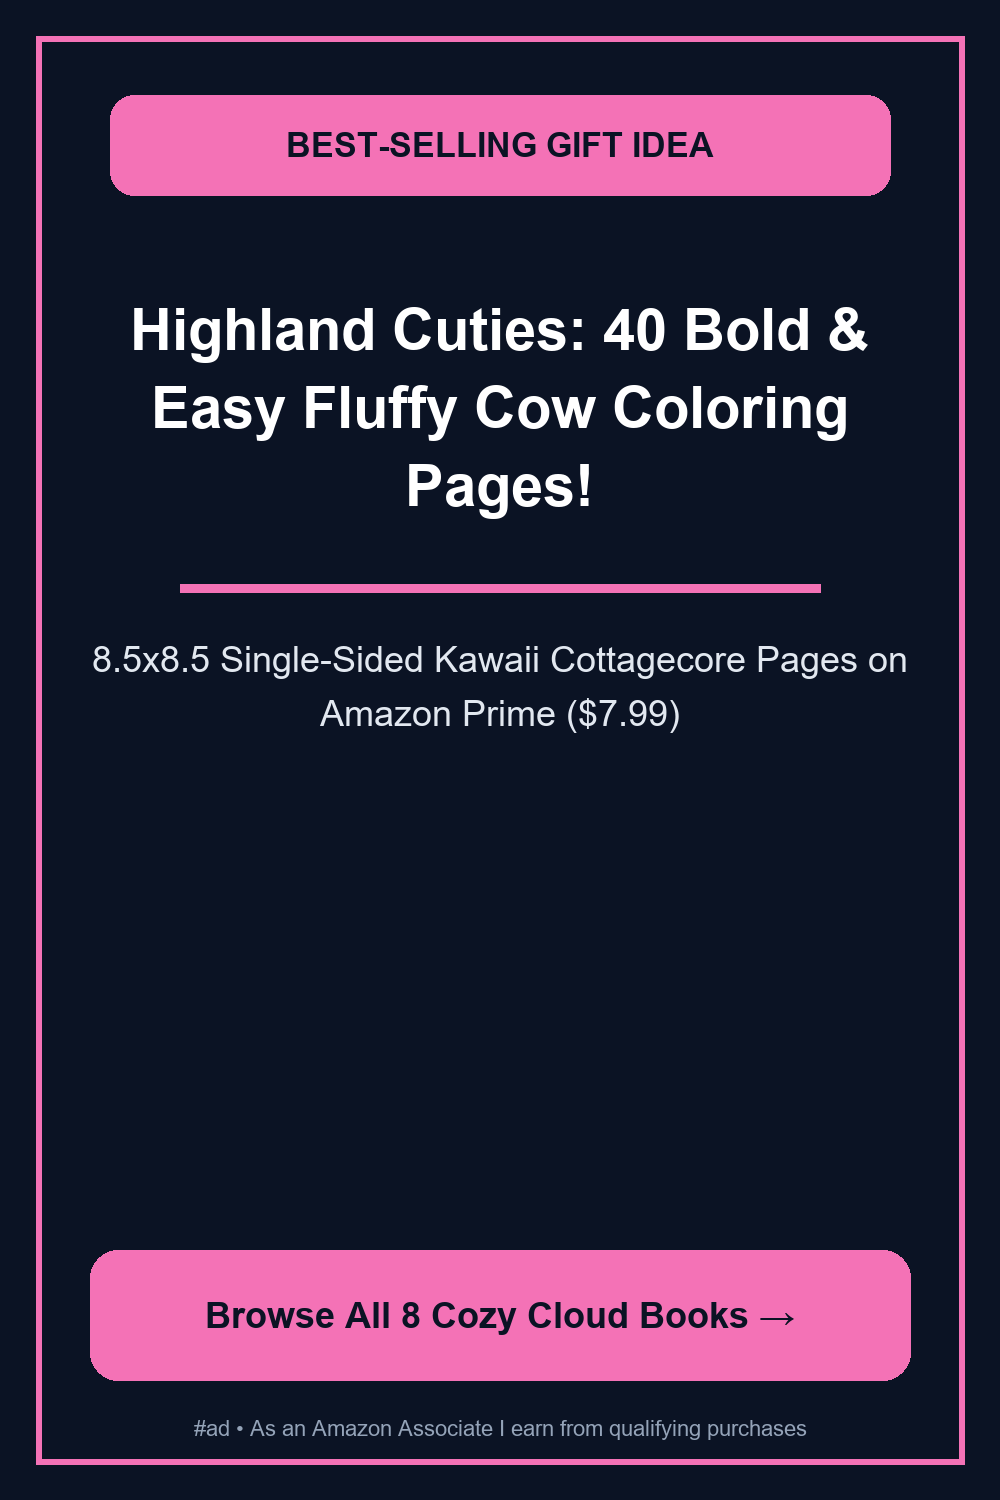 BEST-SELLING GIFT IDEA
Highland Cuties: 40 Bold &
Easy Fluffy Cow Coloring
Pages!
8.5x8.5 Single-Sided Kawaii Cottagecore Pages on
Amazon Prime ($7.99)
Browse All 8 Cozy Cloud Books →
#ad • As an Amazon Associate I earn from qualifying purchases